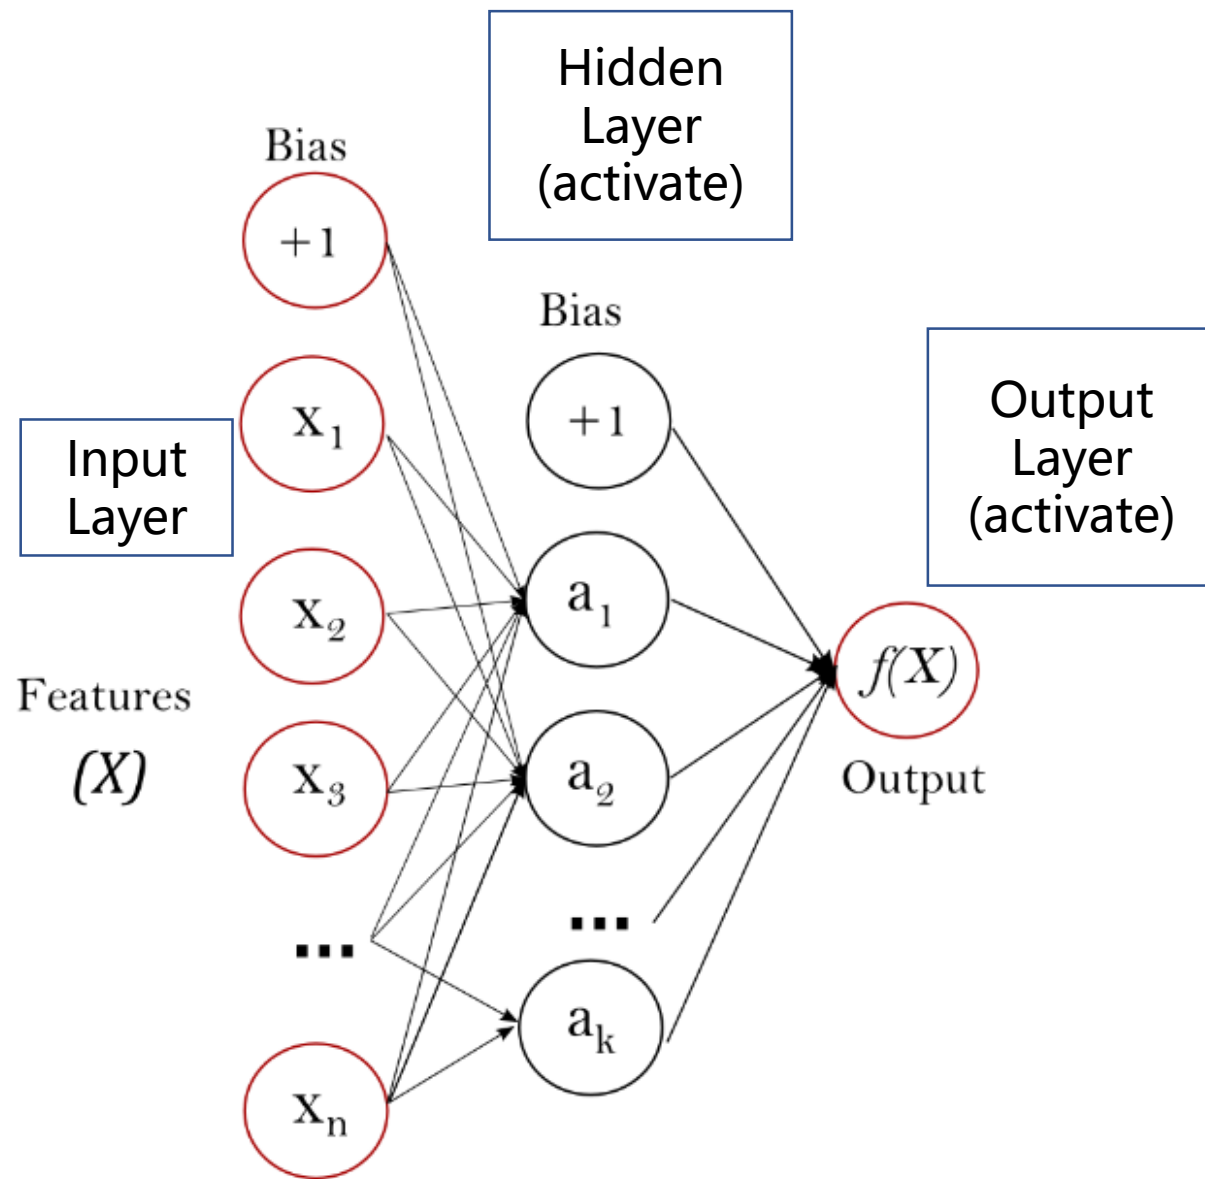 Hidden
Layer
(activate)
Bias
+1
Bias
+1
x₁
Input
Layer
Output
Layer
(activate)
x₂
a₁
f(X)
Output
Features
(X)
x₃
a₂
...
...
aₖ
xₙ